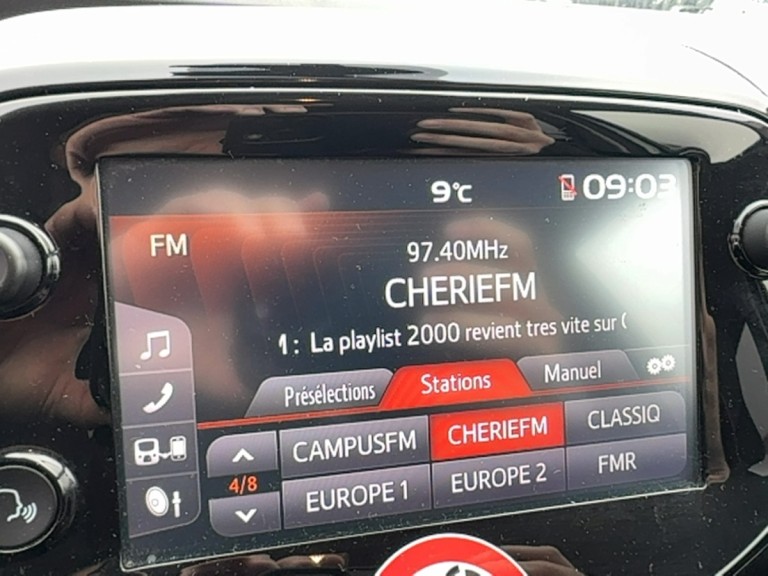 9°C 09:03
FM
97.40MHz
CHERIEFM
1: La playlist 2000 revient tres vite sur (
Présélections Stations Manuel
CAMPUSFM CHERIEFM CLASSIQ
4/8
EUROPE 1 EUROPE 2 FMR